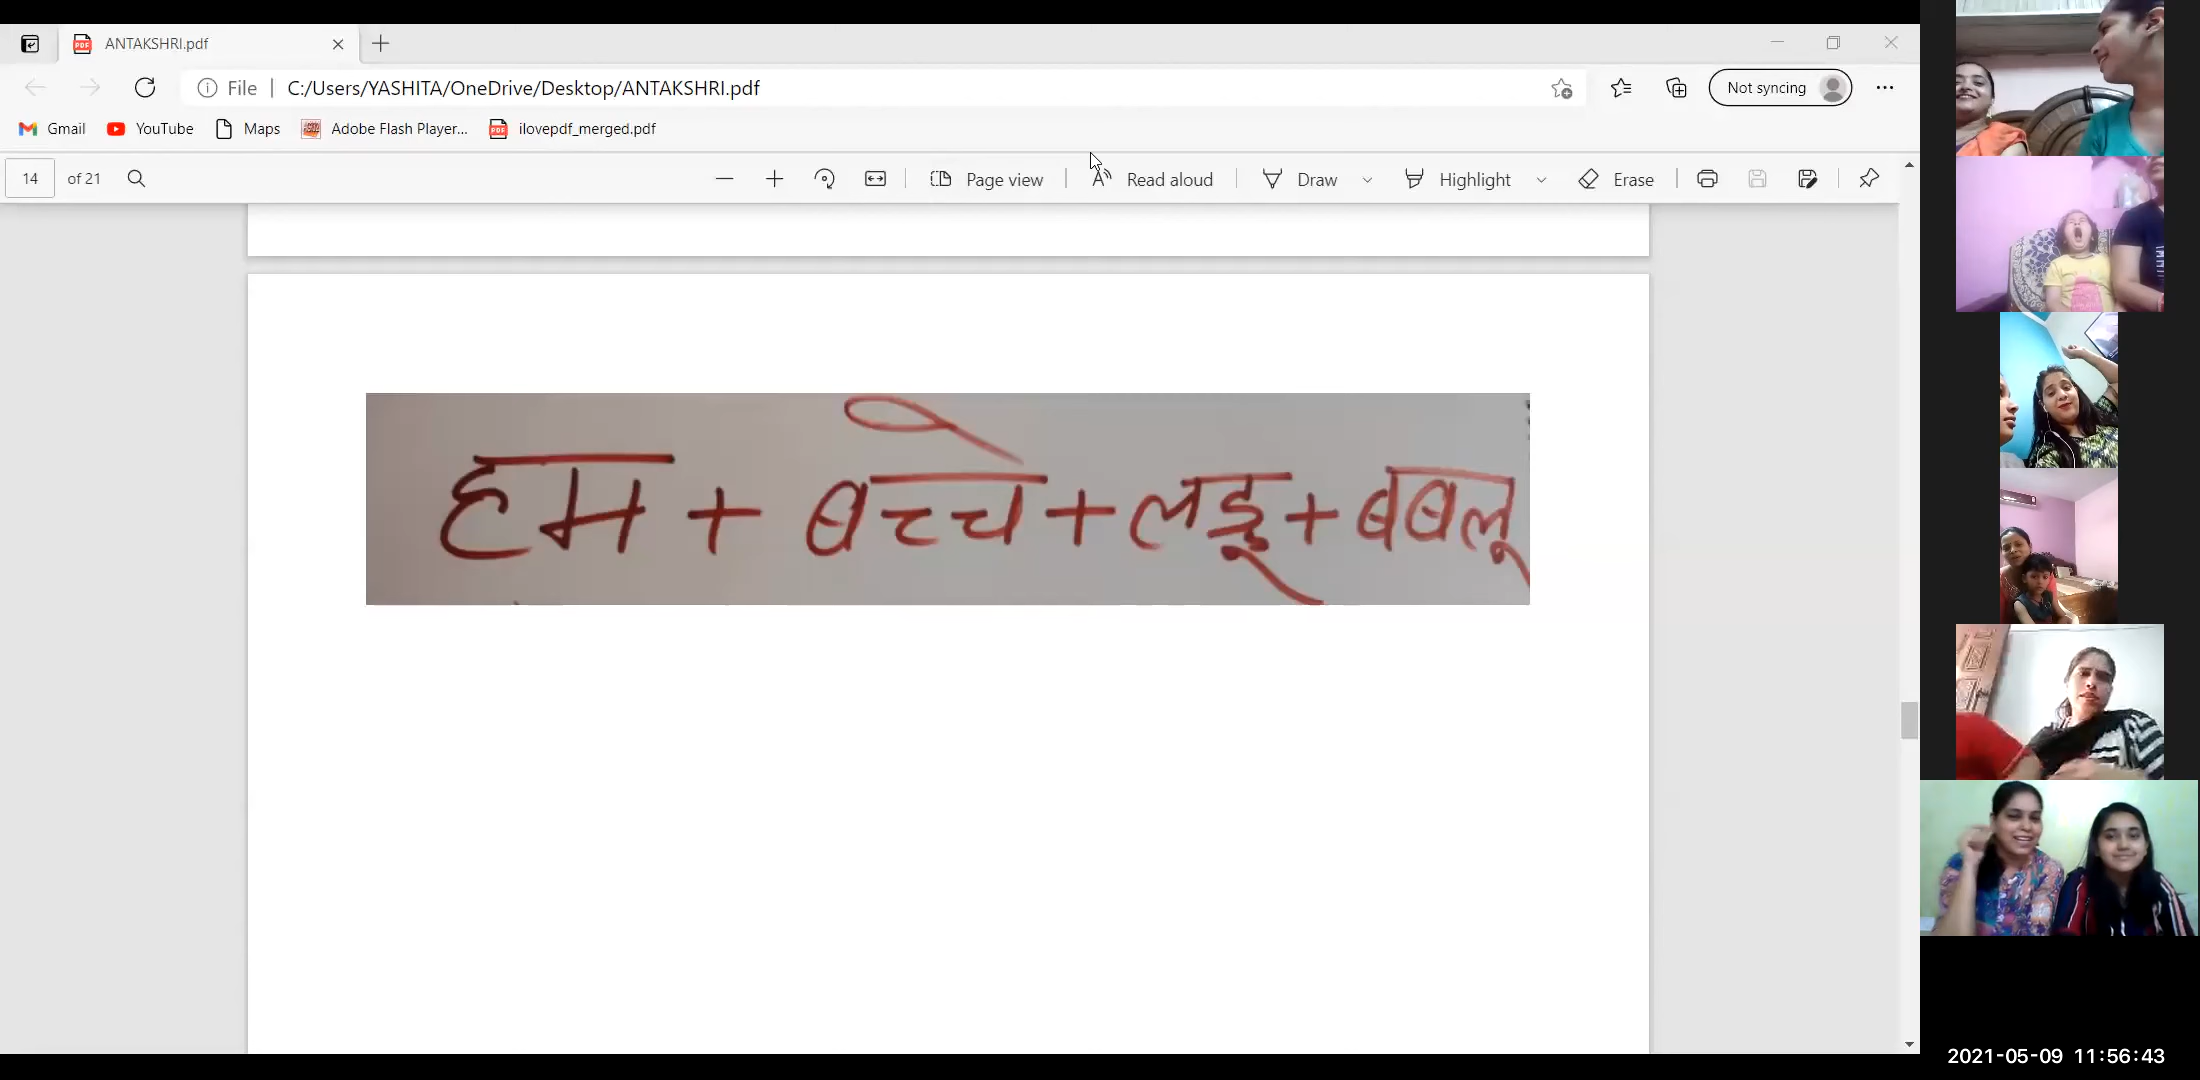 ANTAKSHRI.pdf
File C:/Users/YASHITA/OneDrive/Desktop/ANTAKSHRI.pdf Not syncing
Gmail YouTube Maps Adobe Flash Player... ilovepdf_merged.pdf
14 of 21 Page view Read aloud Draw Highlight Erase
हम + बच्चे + लड्डू + बबलू
2021-05-09 11:56:43